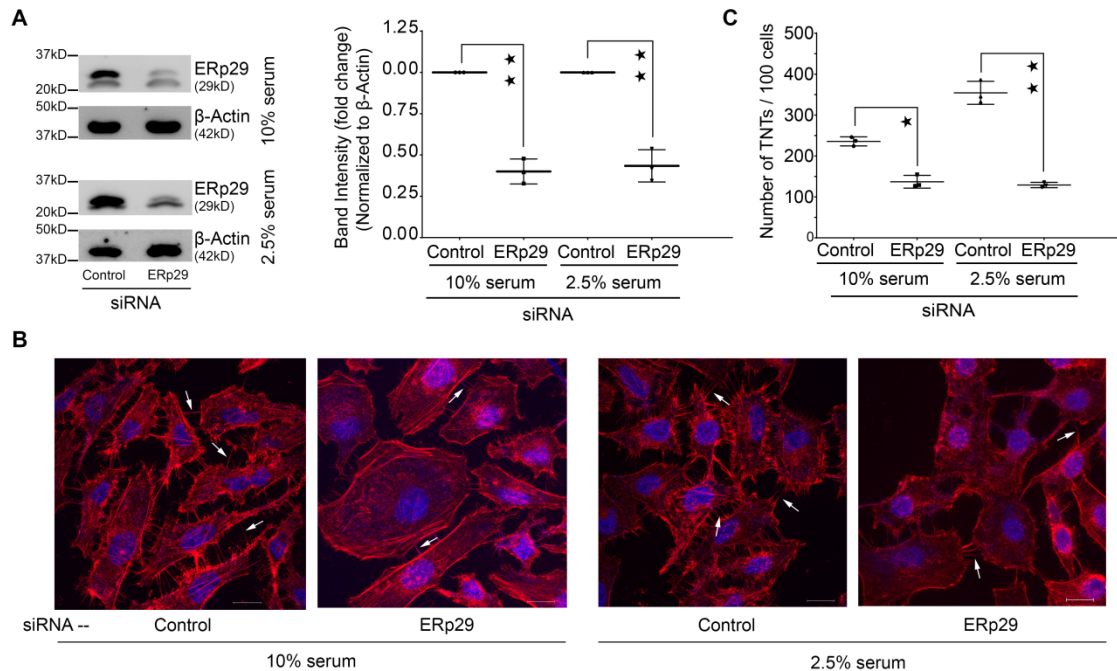 A
37kD
20kD
ERp29
(29kD)
50kD
37kD
β-Actin
(42kD)
10% serum
37kD
20kD
ERp29
(29kD)
50kD
37kD
β-Actin
(42kD)
2.5% serum
Control ERp29
siRNA
Band Intensity (fold change)
(Normalized to β-Actin)
1.25
0.00
0.75
0.50
0.25
0.00
Control ERp29 Control ERp29
10% serum 2.5% serum
siRNA
C
Number of TNTs / 100 cells
500
400
300
200
100
0
Control ERp29 Control ERp29
10% serum 2.5% serum
siRNA
B
siRNA -- Control ERp29 Control ERp29
10% serum 2.5% serum